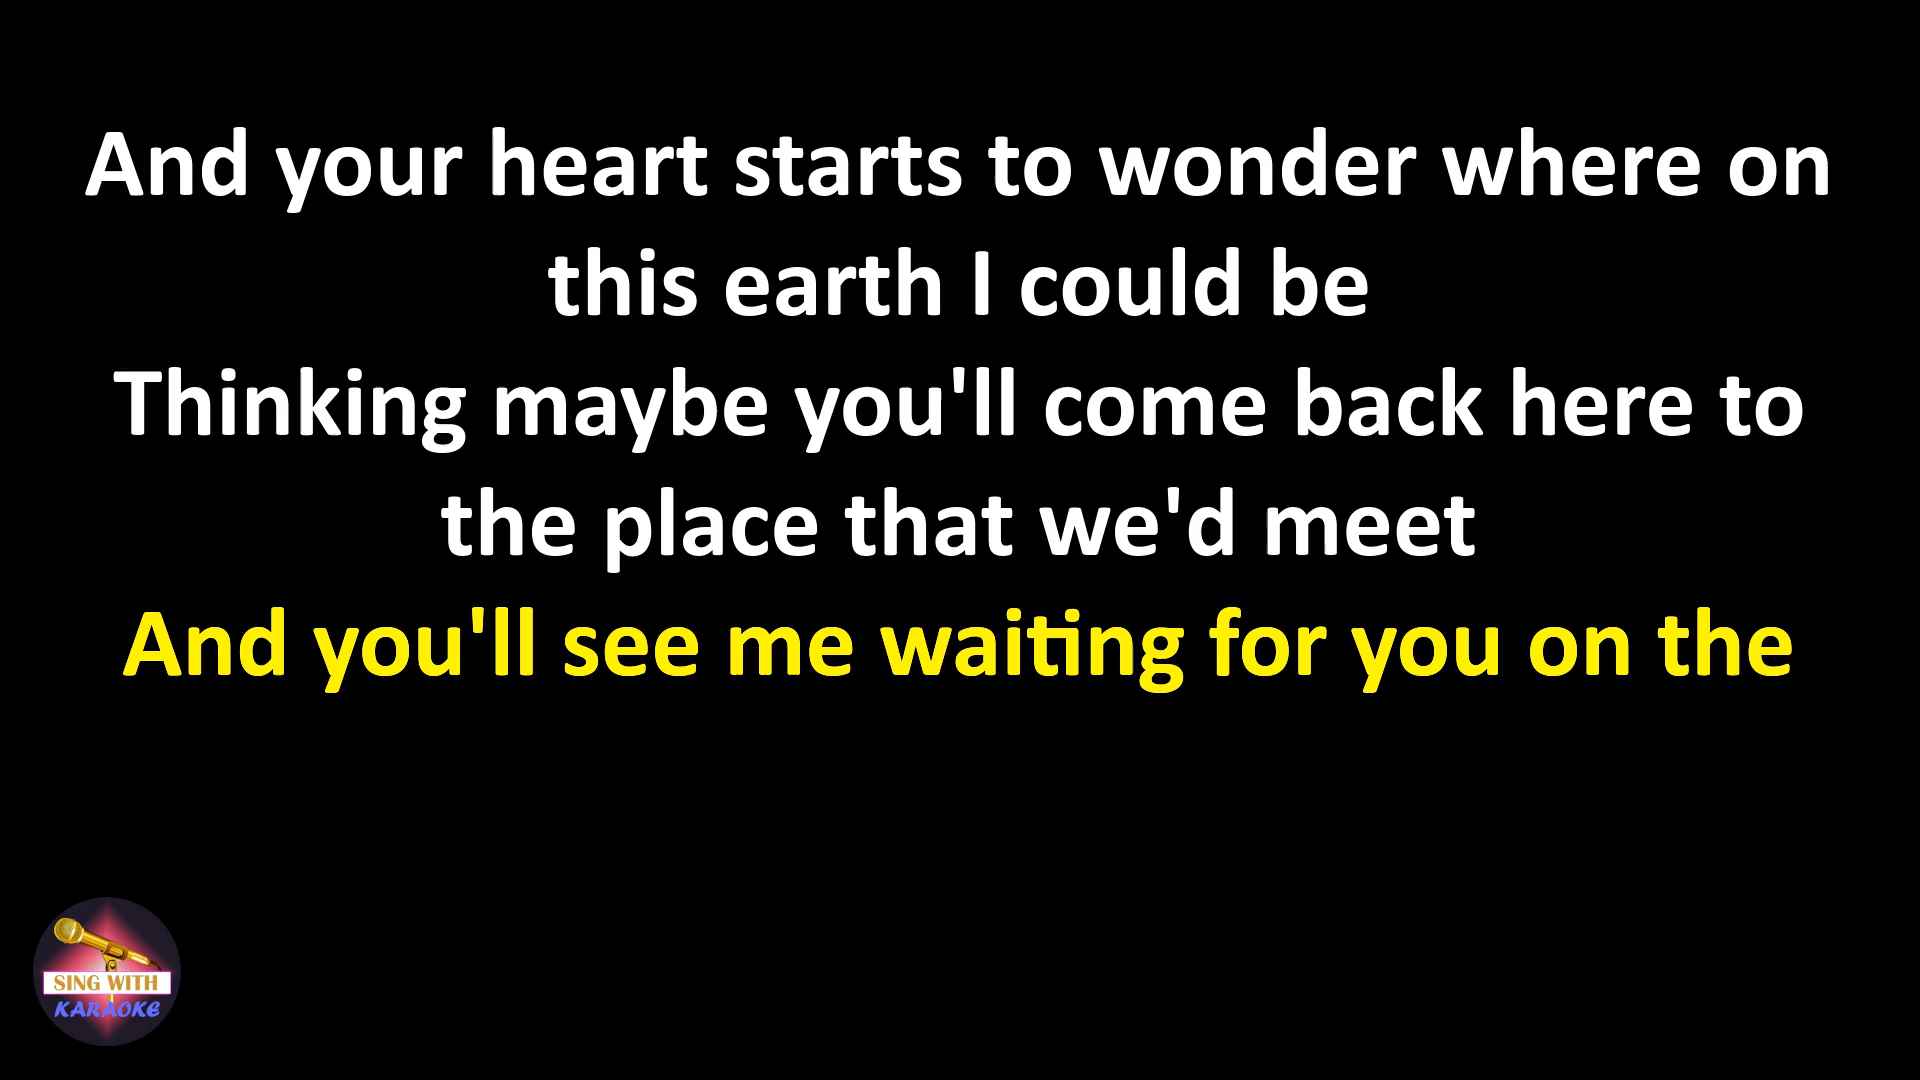 And your heart starts to wonder where on
this earth I could be
Thinking maybe you'll come back here to
the place that we'd meet
And you'll see me waiting for you on the
SING WITH
KARAOKE